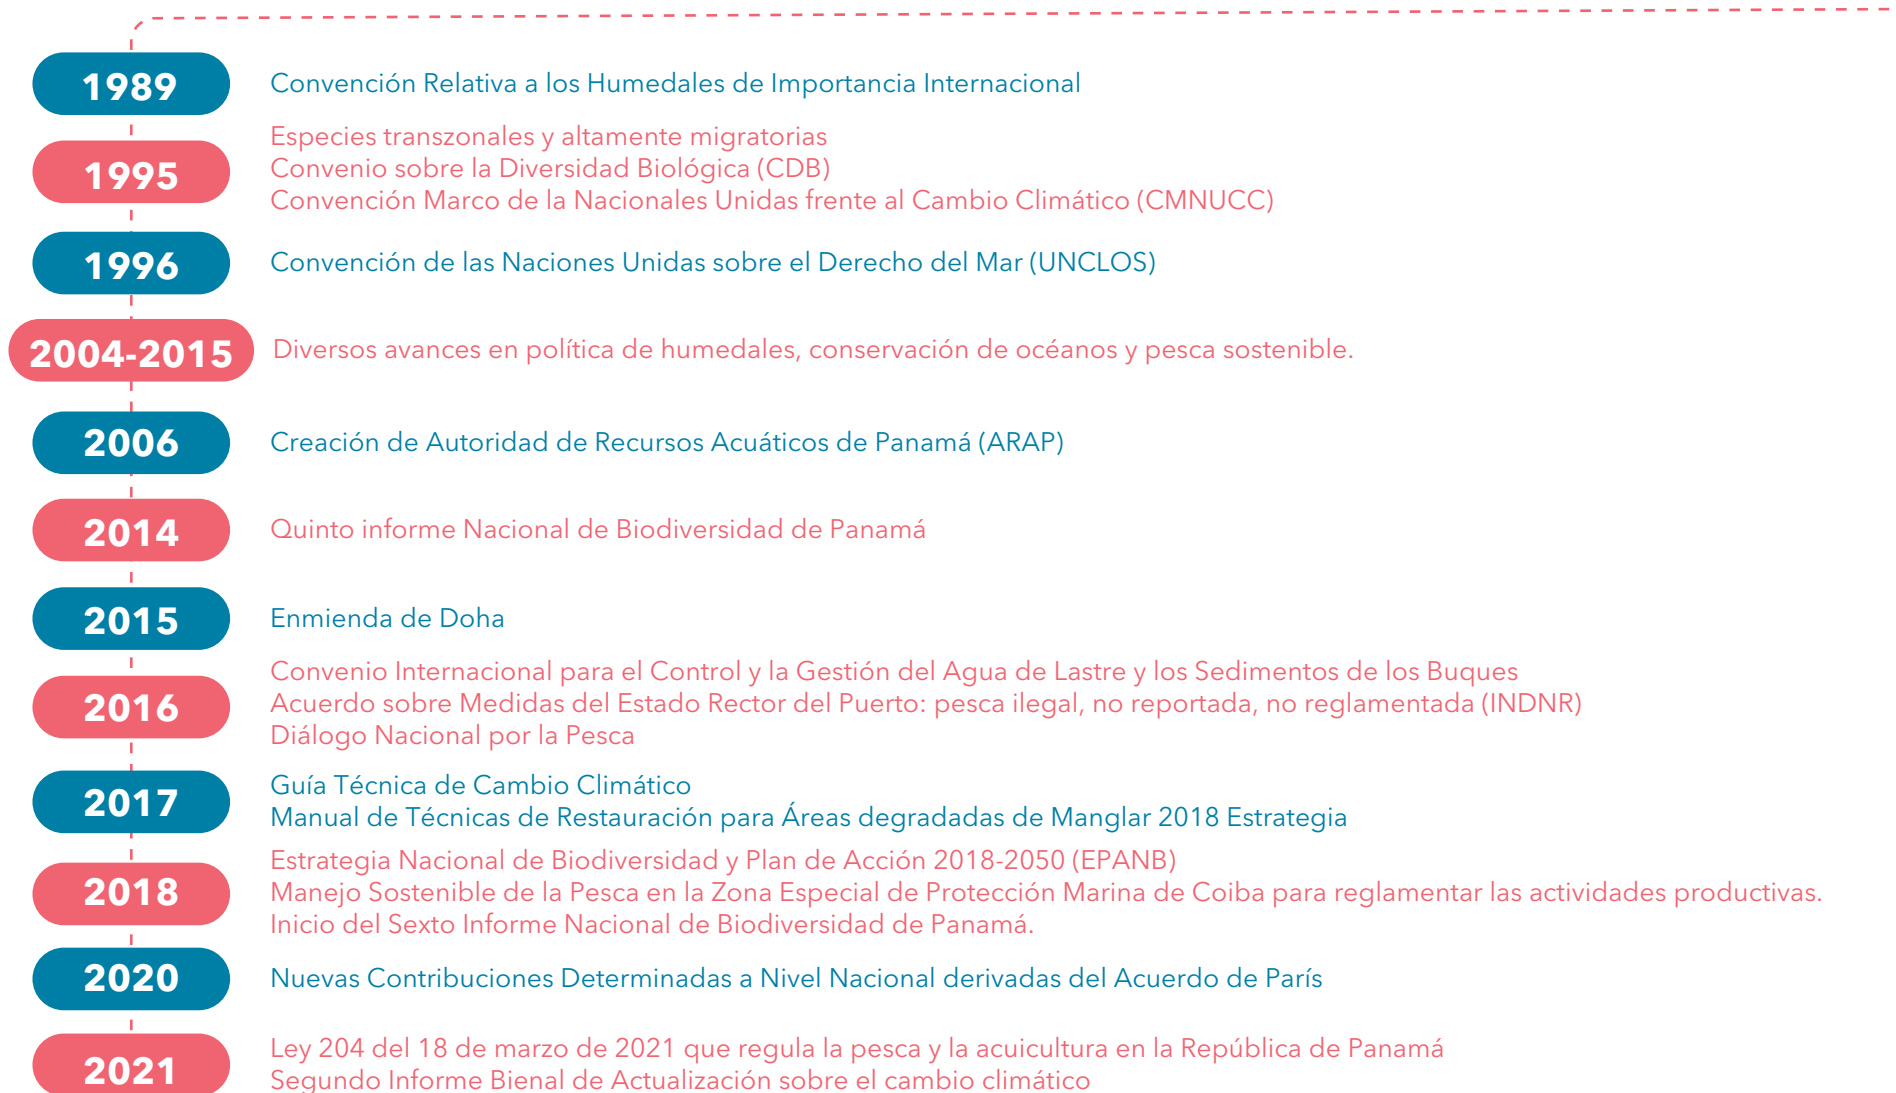 1989
Convención Relativa a los Humedales de Importancia Internacional
1995
Especies transzonales y altamente migratorias
Convenio sobre la Diversidad Biológica (CDB)
Convención Marco de la Nacionales Unidas frente al Cambio Climático (CMNUCC)
1996
Convención de las Naciones Unidas sobre el Derecho del Mar (UNCLOS)
2004-2015
Diversos avances en política de humedales, conservación de océanos y pesca sostenible.
2006
Creación de Autoridad de Recursos Acuáticos de Panamá (ARAP)
2014
Quinto informe Nacional de Biodiversidad de Panamá
2015
Enmienda de Doha
2016
Convenio Internacional para el Control y la Gestión del Agua de Lastre y los Sedimentos de los Buques
Acuerdo sobre Medidas del Estado Rector del Puerto: pesca ilegal, no reportada, no reglamentada (INDNR)
Diálogo Nacional por la Pesca
2017
Guía Técnica de Cambio Climático
Manual de Técnicas de Restauración para Áreas degradadas de Manglar 2018 Estrategia
2018
Estrategia Nacional de Biodiversidad y Plan de Acción 2018-2050 (EPANB)
Manejo Sostenible de la Pesca en la Zona Especial de Protección Marina de Coiba para reglamentar las actividades productivas.
Inicio del Sexto Informe Nacional de Biodiversidad de Panamá.
2020
Nuevas Contribuciones Determinadas a Nivel Nacional derivadas del Acuerdo de París
2021
Ley 204 del 18 de marzo de 2021 que regula la pesca y la acuicultura en la República de Panamá
Segundo Informe Bienal de Actualización sobre el cambio climático